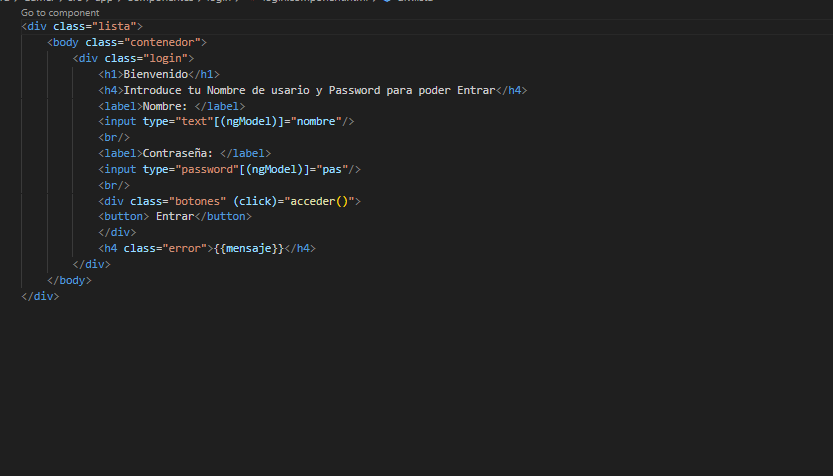 Go to component
<div class="lista">
<body class="contenedor">
<div class="login">
<h1>Bienvenido</h1>
<h4>Introduce tu Nombre de usario y Password para poder Entrar</h4>
<label>Nombre: </label>
<input type="text"[(ngModel)]="nombre"/>
<br/>
<label>Contraseña: </label>
<input type="password"[(ngModel)]="pas"/>
<br/>
<div class="botones" (click)="acceder()">
<button> Entrar</button>
</div>
<h4 class="error">{{mensaje}}</h4>
</div>
</body>
</div>